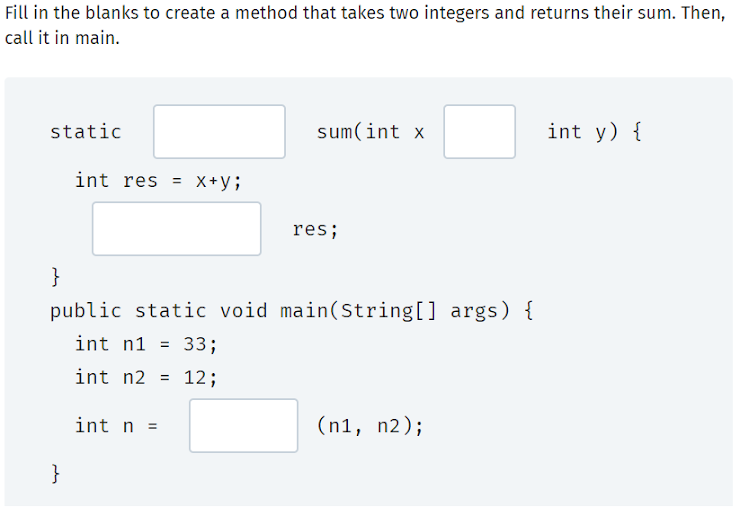 Fill in the blanks to create a method that takes two integers and returns their sum. Then,
call it in main.
static sum(int x int y) {
int res = x+y;
res;
}
public static void main(String[] args) {
int n1 = 33;
int n2 = 12;
int n = (n1, n2);
}